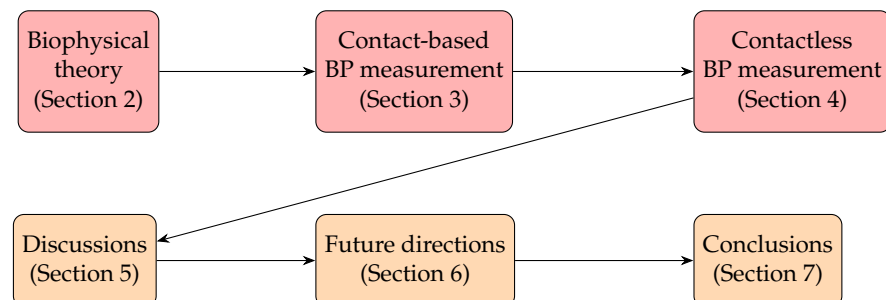 Biophysical
theory
(Section 2)
Contact-based
BP measurement
(Section 3)
Contactless
BP measurement
(Section 4)
Discussions
(Section 5)
Future directions
(Section 6)
Conclusions
(Section 7)